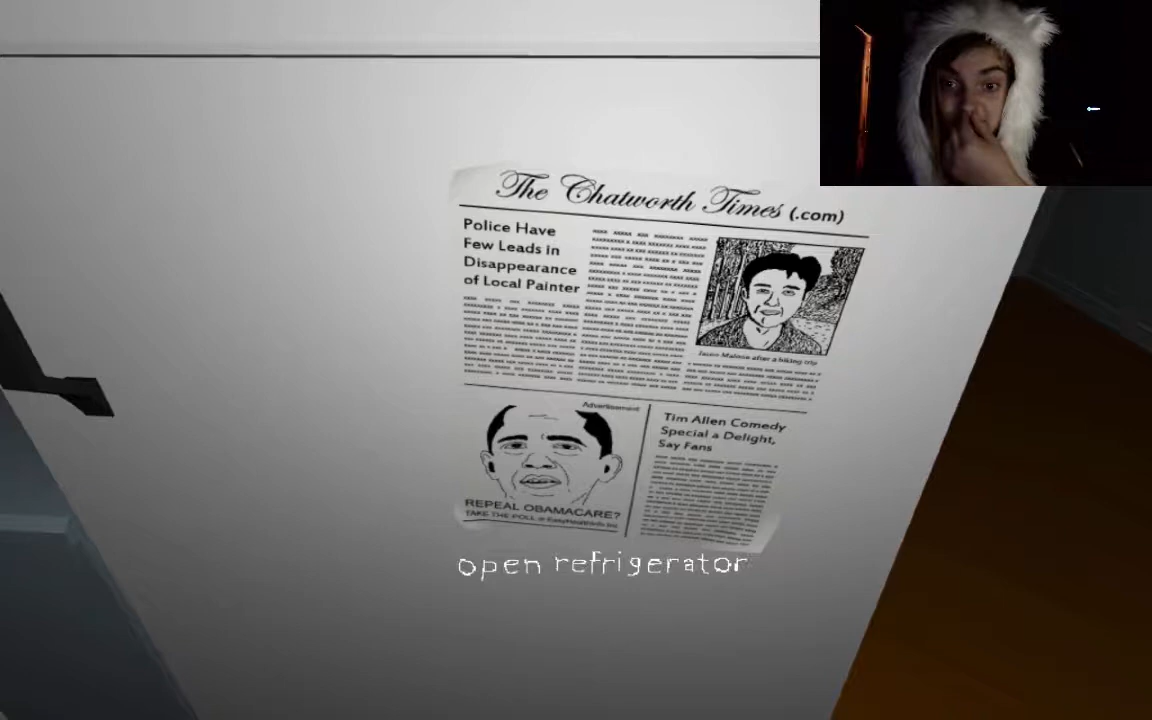 The Chatworth Times (.com)
Police Have
Few Leads in
Disappearance
of Local Painter
Jason Malone after a hiking trip
Advertisement
REPEAL OBAMACARE?
TAKE THE POLL
Tim Allen Comedy
Special a Delight,
Say Fans
open refrigerator